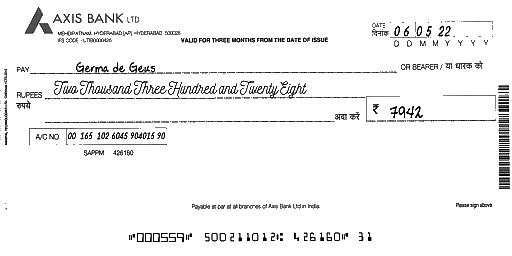 AXIS BANK LTD
MEHDIPATNAM, HYDERABAD [AP] HYDERABAD 500028
IFS CODE - UTIB0000426
VALID FOR THREE MONTHS FROM THE DATE OF ISSUE
DATE
दिनांक 06 05 22
D D M M Y Y Y Y
PAY Germa de Geus OR BEARER / या धारक को
RUPEES Two Thousand Three Hundred and Twenty Eight
रुपये अदा करें ₹ 7942
A/C NO 00 165 102 6045 904015 90
SAPPM 426160
Payable at par at all branches of Axis Bank Ltd in India.
Please sign above
⑈000559⑈ 500211012⑆ 426160⑈ 31